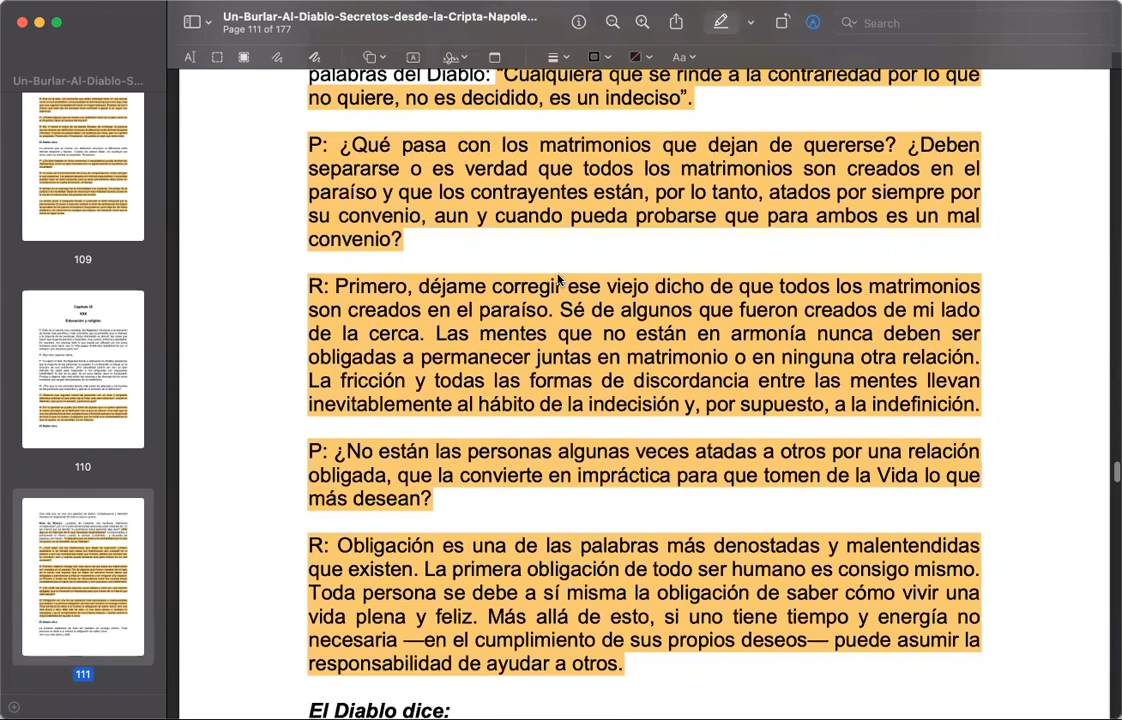 Un-Burlar-Al-Diablo-Secretos-desde-la-Cripta-Napole...
Page 111 of 177
Search
Aa
Un-Burlar-Al-Diablo-S...
109
Capítulo IX
Educación y religión
110
111
palabras del Diablo: "Cualquiera que se rinde a la contrariedad por lo que
no quiere, no es decidido, es un indeciso”.
P: ¿Qué pasa con los matrimonios que dejan de quererse? ¿Deben
separarse o es verdad que todos los matrimonios son creados en el
paraíso y que los contrayentes están, por lo tanto, atados por siempre por
su convenio, aun y cuando pueda probarse que para ambos es un mal
convenio?
R: Primero, déjame corregir ese viejo dicho de que todos los matrimonios
son creados en el paraíso. Sé de algunos que fueron creados de mi lado
de la cerca. Las mentes que no están en armonía nunca deben ser
obligadas a permanecer juntas en matrimonio o en ninguna otra relación.
La fricción y todas las formas de discordancia entre las mentes llevan
inevitablemente al hábito de la indecisión y, por supuesto, a la indefinición.
P: ¿No están las personas algunas veces atadas a otros por una relación
obligada, que la convierte en impráctica para que tomen de la Vida lo que
más desean?
R: Obligación es una de las palabras más denostadas y malentendidas
que existen. La primera obligación de todo ser humano es consigo mismo.
Toda persona se debe a sí misma la obligación de saber cómo vivir una
vida plena y feliz. Más allá de esto, si uno tiene tiempo y energía no
necesaria —en el cumplimiento de sus propios deseos— puede asumir la
responsabilidad de ayudar a otros.
El Diablo dice: